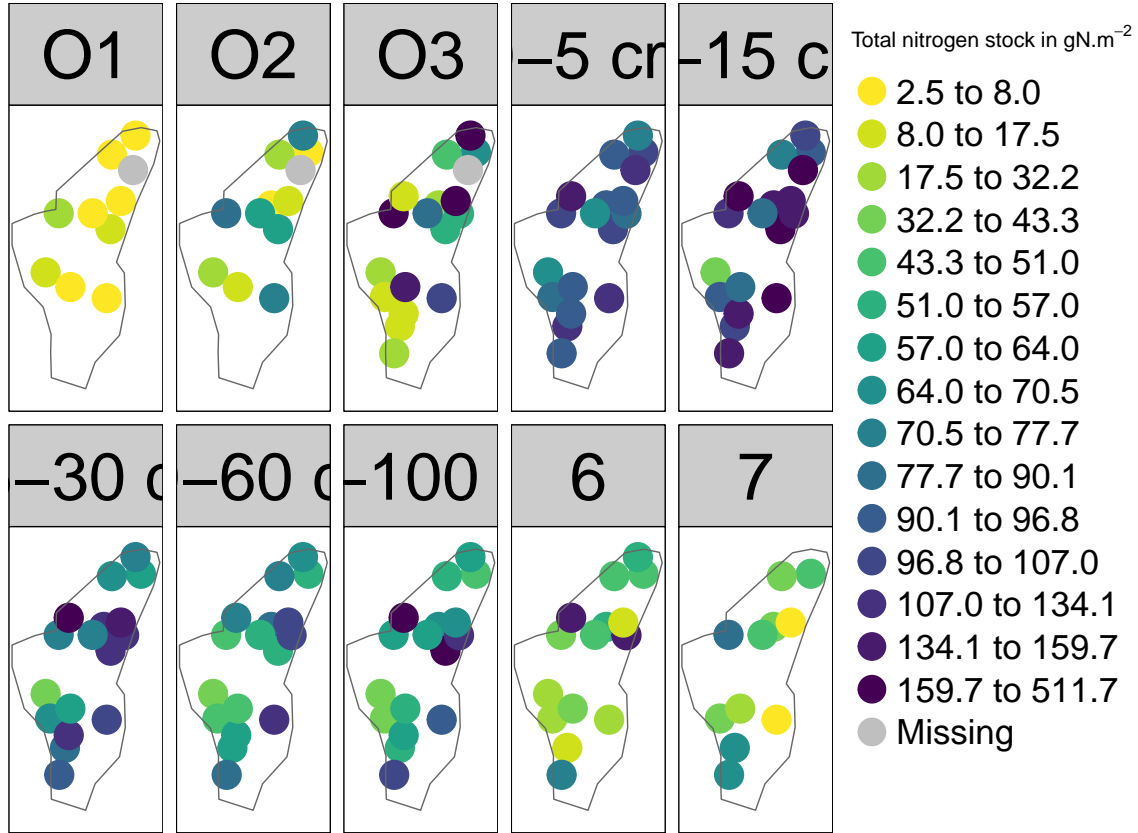 O1 O2 O3 –5 cm –15 c
Total nitrogen stock in gN.m−2
2.5 to 8.0
8.0 to 17.5
17.5 to 32.2
32.2 to 43.3
43.3 to 51.0
51.0 to 57.0
57.0 to 64.0
64.0 to 70.5
70.5 to 77.7
77.7 to 90.1
90.1 to 96.8
96.8 to 107.0
107.0 to 134.1
134.1 to 159.7
159.7 to 511.7
Missing
–30 c –60 c –100 6 7